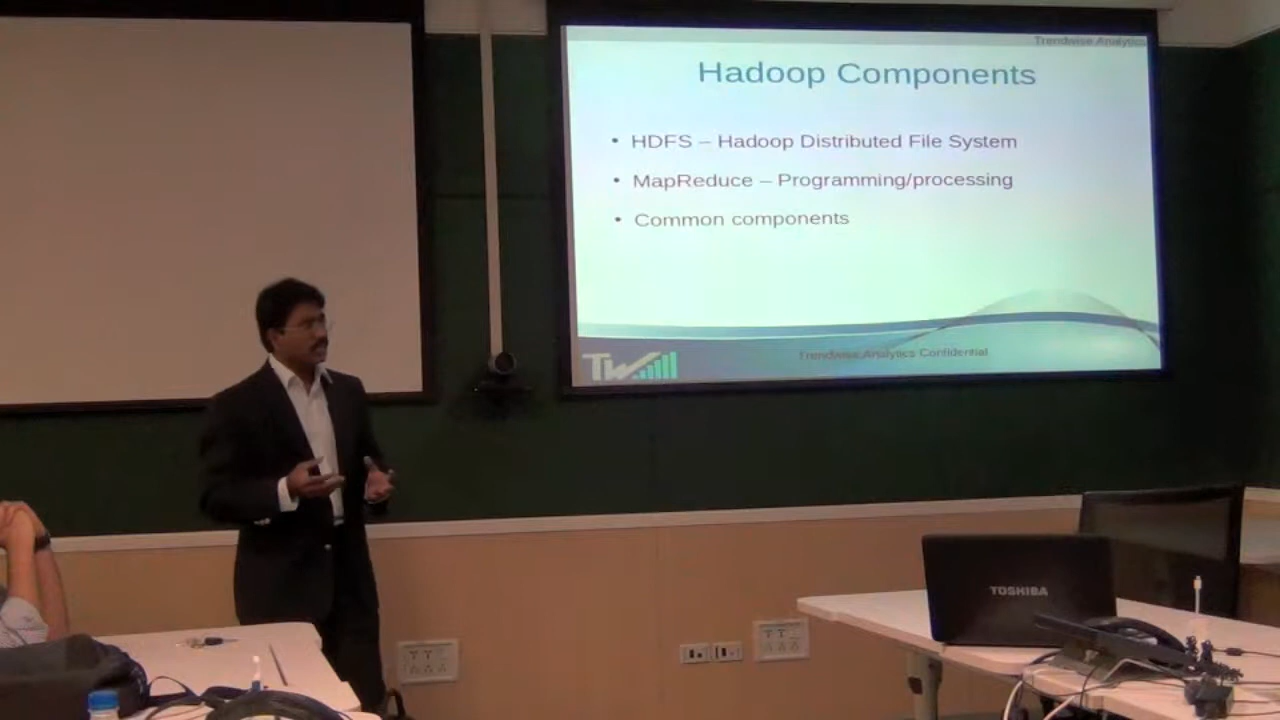 Trendwise Analytics
Hadoop Components
• HDFS – Hadoop Distributed File System
• MapReduce – Programming/processing
• Common components
TW
Trendwise Analytics Confidential
TOSHIBA